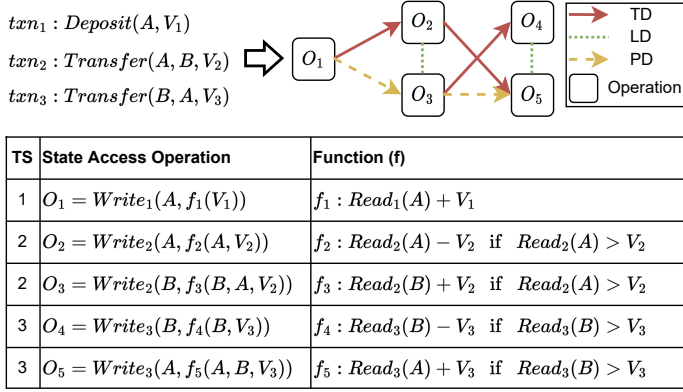 txn₁ : Deposit(A, V₁)
txn₂ : Transfer(A, B, V₂)
txn₃ : Transfer(B, A, V₃)
O₁
O₂
O₃
O₄
O₅
TD
LD
PD
Operation
TS State Access Operation Function (f)
1 O₁ = Write₁(A, f₁(V₁)) f₁ : Read₁(A) + V₁
2 O₂ = Write₂(A, f₂(A, V₂)) f₂ : Read₂(A) − V₂ if Read₂(A) > V₂
2 O₃ = Write₂(B, f₃(B, A, V₂)) f₃ : Read₂(B) + V₂ if Read₂(A) > V₂
3 O₄ = Write₃(B, f₄(B, V₃)) f₄ : Read₃(B) − V₃ if Read₃(B) > V₃
3 O₅ = Write₃(A, f₅(A, B, V₃)) f₅ : Read₃(A) + V₃ if Read₃(B) > V₃